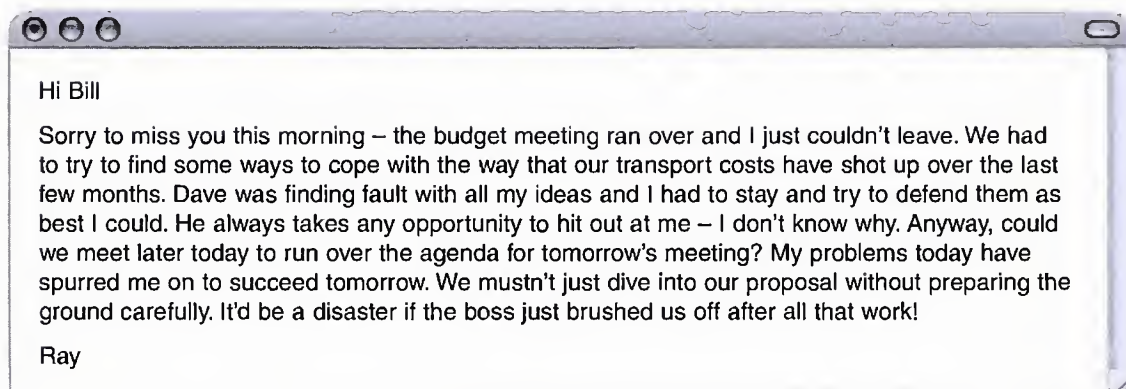 Hi Bill
Sorry to miss you this morning – the budget meeting ran over and I just couldn't leave. We had
to try to find some ways to cope with the way that our transport costs have shot up over the last
few months. Dave was finding fault with all my ideas and I had to stay and try to defend them as
best I could. He always takes any opportunity to hit out at me – I don't know why. Anyway, could
we meet later today to run over the agenda for tomorrow's meeting? My problems today have
spurred me on to succeed tomorrow. We mustn't just dive into our proposal without preparing the
ground carefully. It'd be a disaster if the boss just brushed us off after all that work!
Ray